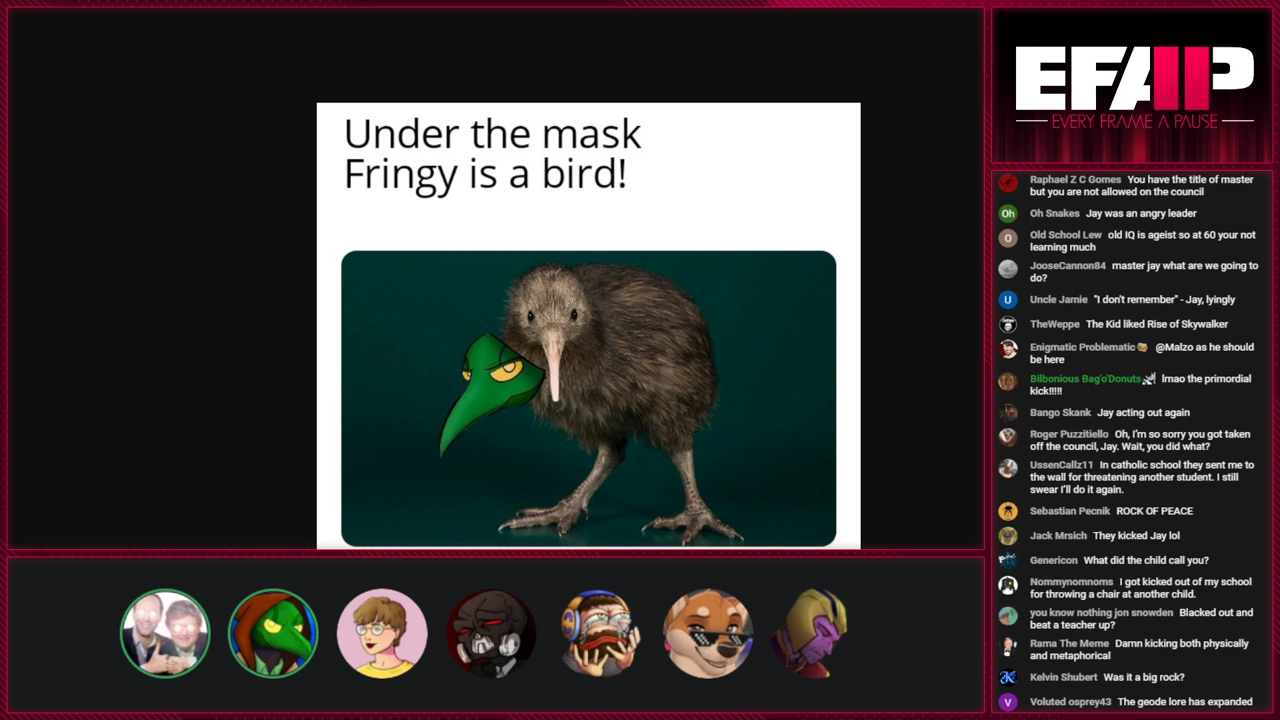 Under the mask
Fringy is a bird!
EFAP
EVERY FRAME A PAUSE
Raphael Z C Gomes You have the title of master
but you are not allowed on the council
Oh
Oh Snakes Jay was an angry leader
O
Old School Lew old IQ is ageist so at 60 your not
learning much
JooseCannon84 master jay what are we going to
do?
U
Uncle Jamie "I don't remember" - Jay, lyingly
TheWeppe The Kid liked Rise of Skywalker
Enigmatic Problematic @Malzo as he should
be here
Bilbonious Bag'o'Donuts lmao the primordial
kick!!!!!
Bango Skank Jay acting out again
Roger Puzzitiello Oh, I'm so sorry you got taken
off the council, Jay. Wait, you did what?
UssenCallz11 In catholic school they sent me to
the wall for threatening another student. I still
swear I'll do it again.
Sebastian Pecnik ROCK OF PEACE
Jack Mrsich They kicked Jay lol
Genericon What did the child call you?
Nommynomnoms I got kicked out of my school
for throwing a chair at another child.
you know nothing jon snowden Blacked out and
beat a teacher up?
Rama The Meme Damn kicking both physically
and metaphorical
Kelvin Shubert Was it a big rock?
V
Voluted osprey43 The geode lore has expanded